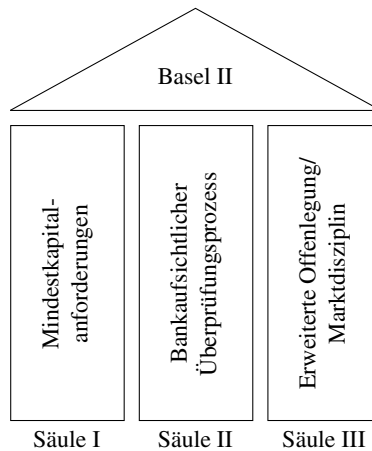 Basel II
Mindestkapital-
anforderungen
Bankaufsichtlicher
Überprüfungsprozess
Erweiterte Offenlegung/
Marktdisziplin
Säule I
Säule II
Säule III